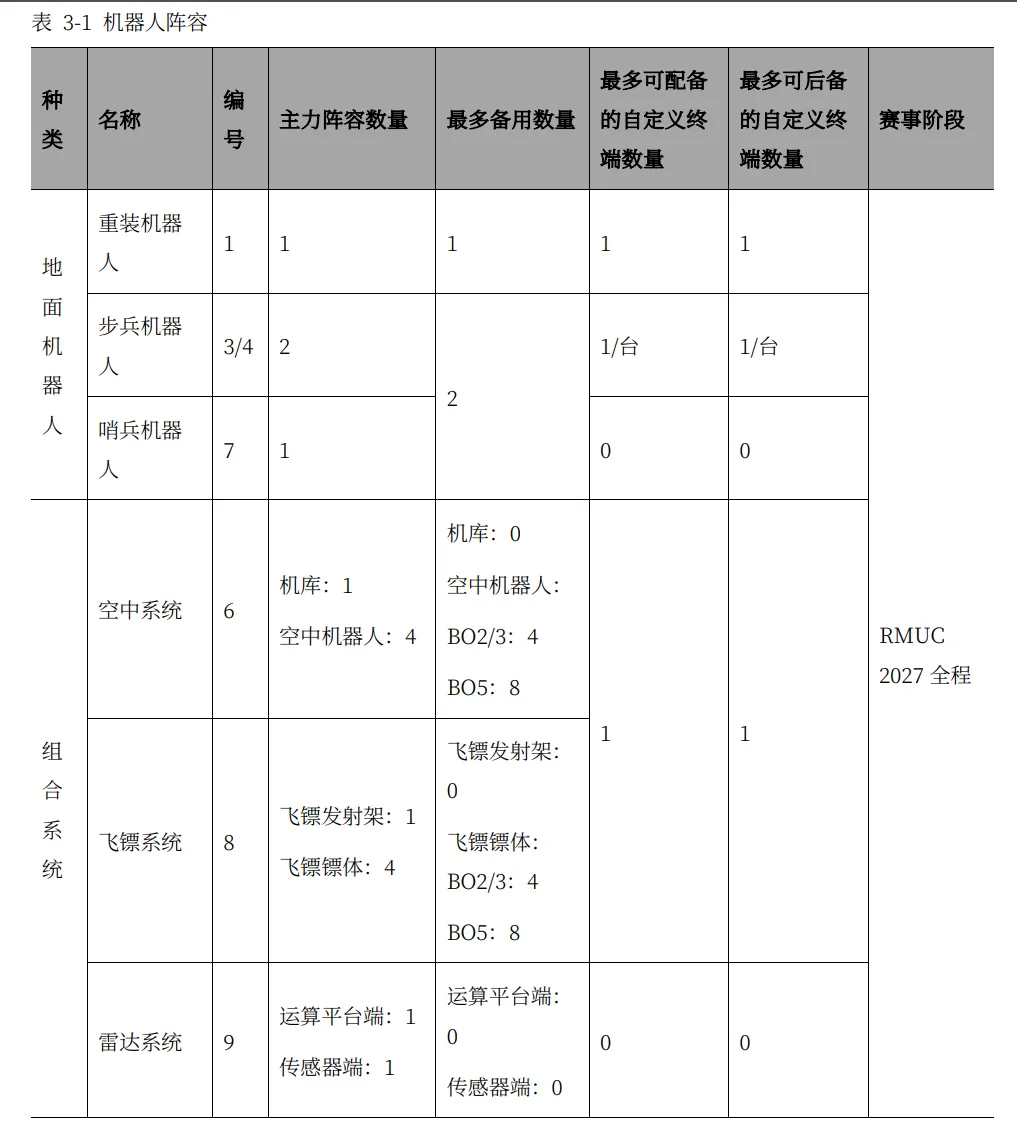 表 3-1 机器人阵容
种
类
名称
编
号
主力阵容数量
最多备用数量
最多可配备
的自定义终
端数量
最多可后备
的自定义终
端数量
赛事阶段
地
面
机
器
人
重装机器
人
1
1
1
1
1
步兵机器
人
3/4
2
2
1/台
1/台
哨兵机器
人
7
1
0
0
RMUC
2027 全程
组
合
系
统
空中系统
6
机库：1
空中机器人：4
机库：0
空中机器人：
BO2/3：4
BO5：8
1
1
飞镖系统
8
飞镖发射架：1
飞镖镖体：4
飞镖发射架：
0
飞镖镖体：
BO2/3：4
BO5：8
雷达系统
9
运算平台端：1
传感器端：1
运算平台端：
0
传感器端：0
0
0